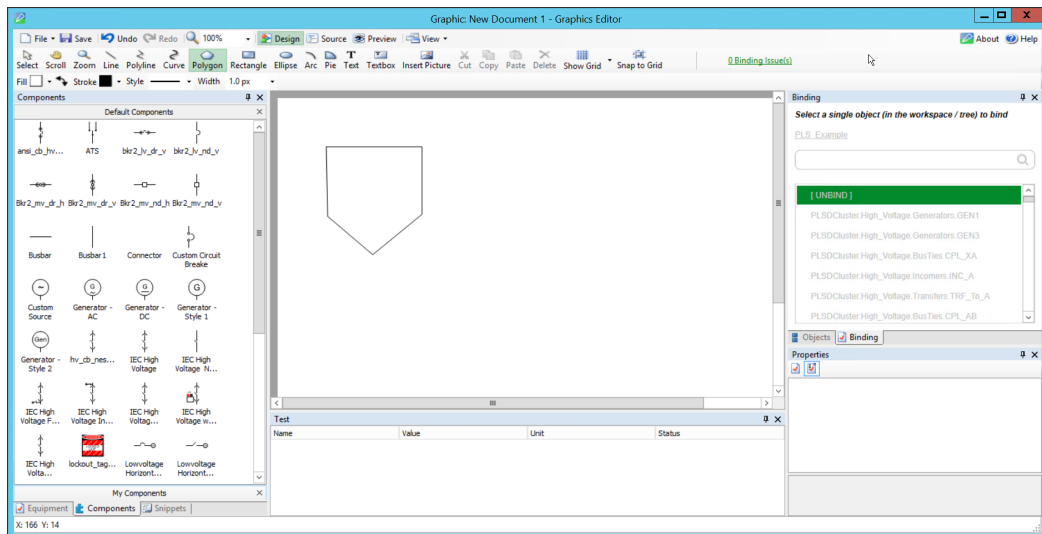 Graphic: New Document 1 - Graphics Editor
File Save Undo Redo 100% Design Source Preview View About Help
Select Scroll Zoom Line Polyline Curve Polygon Rectangle Ellipse Arc Pie Text Textbox Insert Picture Cut Copy Paste Delete Show Grid Snap to Grid 0 Binding Issue(s)
Fill Stroke Style Width 1.0 px
Components
Default Components
ansi_cb_hv... ATS bkr2_lv_dr_v bkr2_lv_nd_v
Bkr2_mv_dr_h Bkr2_mv_dr_v Bkr2_mv_nd_h Bkr2_mv_nd_v
Busbar Busbar1 Connector Custom Circuit
Breake
G G G
Custom Generator - Generator - Generator -
Source AC DC Style 1
Gen
Generator - hv_cb_nes... IEC High IEC High
Style 2 Voltage Voltage N...
IEC High IEC High IEC High IEC High
Voltage F... Voltage In... Voltag... Voltage w...
IEC High lockout_tag... Lowvoltage Lowvoltage
Volta... Horizont... Horizont...
My Components
Equipment Components Snippets
X: 166 Y: 14
Test
Name Value Unit Status
Binding
Select a single object (in the workspace / tree) to bind
PLS_Example
[ UNBIND ]
PLSDCluster.High_Voltage.Generators.GEN1
PLSDCluster.High_Voltage.Generators.GEN3
PLSDCluster.High_Voltage.BusTies.CPL_XA
PLSDCluster.High_Voltage.Incomers.INC_A
PLSDCluster.High_Voltage.Transfers.TRF_To_A
PLSDCluster.High_Voltage.BusTies.CPL_AB
Objects Binding
Properties